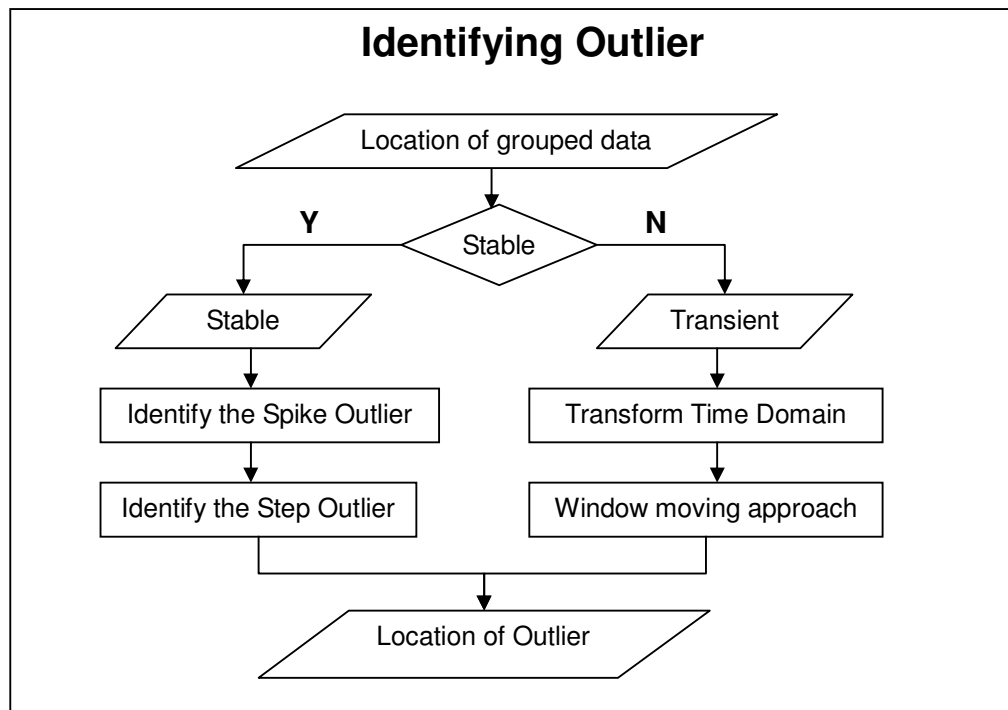 Identifying Outlier
Location of grouped data
Y
N
Stable
Stable
Transient
Identify the Spike Outlier
Transform Time Domain
Identify the Step Outlier
Window moving approach
Location of Outlier